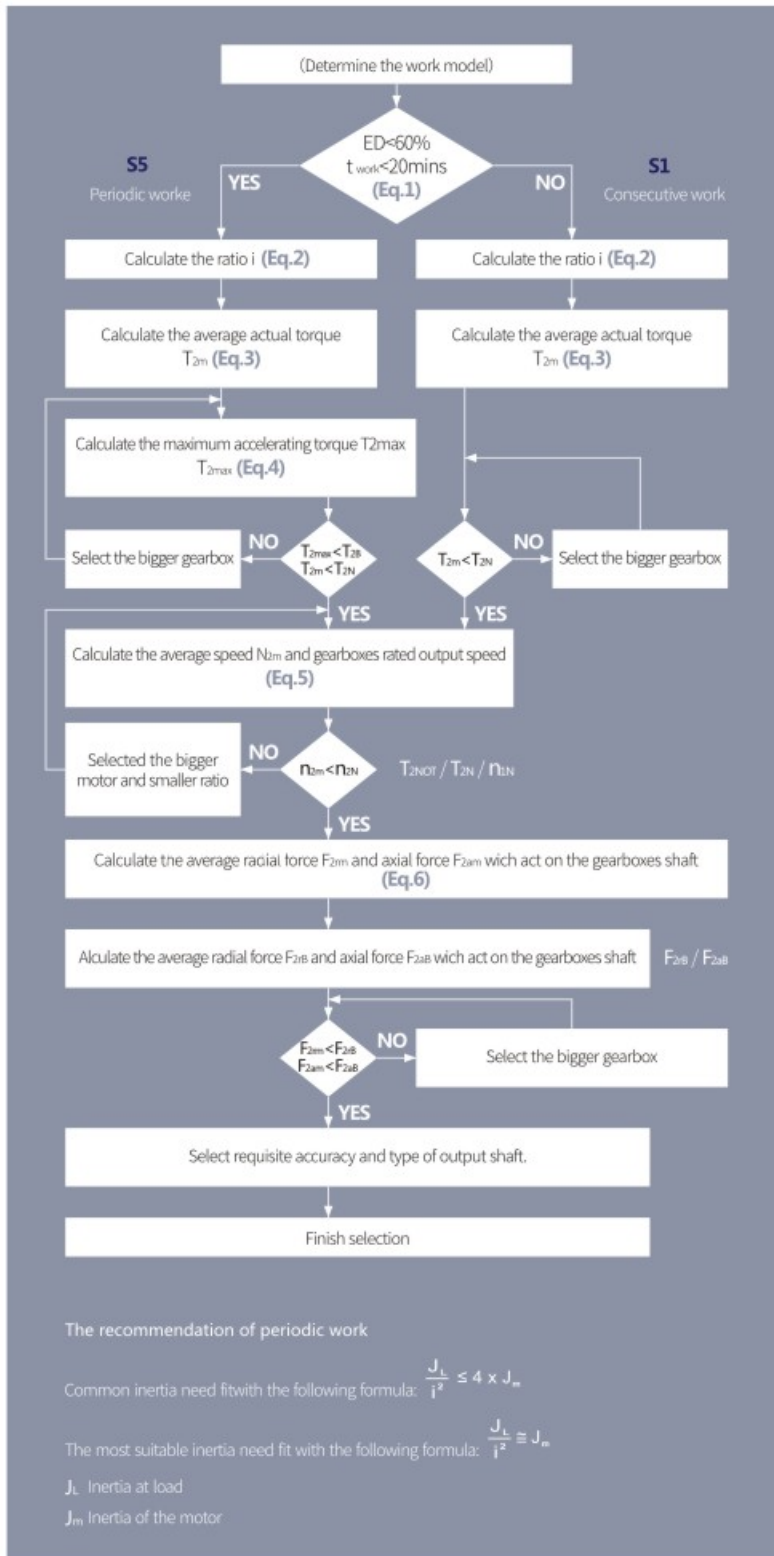 (Determine the work model)
ED<60%
t work<20mins
(Eq.1)
S5
Periodic worke
YES
NO
S1
Consecutive work
Calculate the ratio i (Eq.2)
Calculate the ratio i (Eq.2)
Calculate the average actual torque
T2m (Eq.3)
Calculate the average actual torque
T2m (Eq.3)
Calculate the maximum accelerating torque T2max
T2max (Eq.4)
Select the bigger gearbox
NO
T2max<T2B
T2m<T2N
T2m<T2N
NO
Select the bigger gearbox
YES
YES
Calculate the average speed N2m and gearboxes rated output speed
(Eq.5)
Selected the bigger
motor and smaller ratio
NO
n2m<n2N
T2NOT / T2N / n1N
YES
Calculate the average radial force F2rm and axial force F2am wich act on the gearboxes shaft
(Eq.6)
Alculate the average radial force F2rB and axial force F2aB wich act on the gearboxes shaft
F2rB / F2aB
F2rm<F2rB
F2am<F2aB
NO
Select the bigger gearbox
YES
Select requisite accuracy and type of output shaft.
Finish selection
The recommendation of periodic work
Common inertia need fitwith the following formula: JL/i² ≤ 4 x Jm
The most suitable inertia need fit with the following formula: JL/i² ≅ Jm
JL Inertia at load
Jm Inertia of the motor